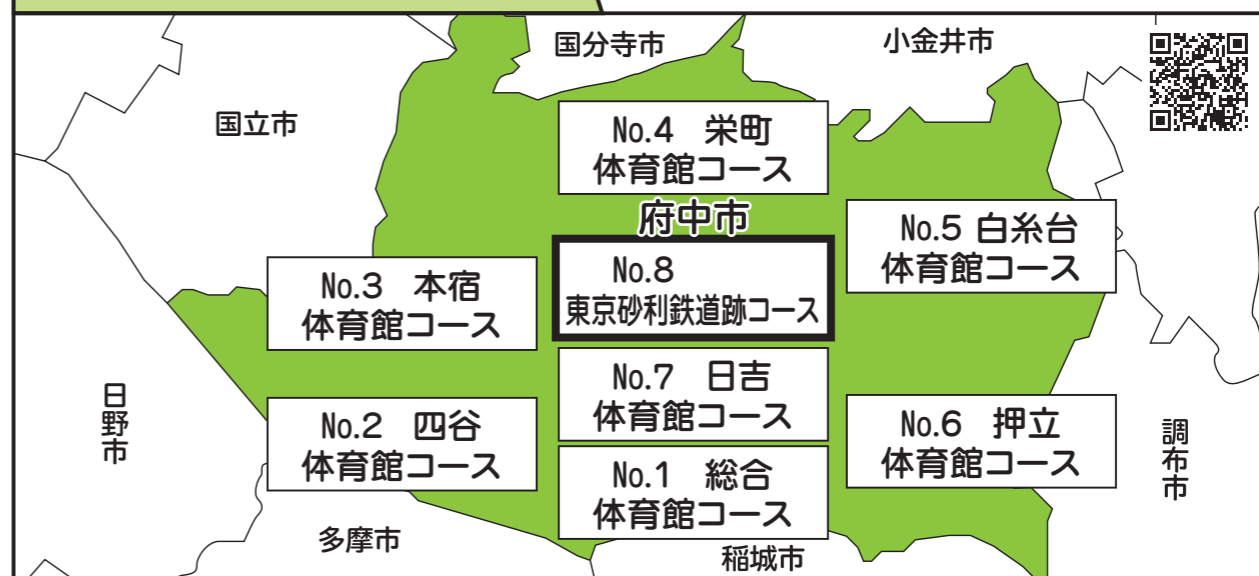 国分寺市
小金井市
国立市
No.4 栄町
体育館コース
府中市
No.5 白糸台
体育館コース
No.8
東京砂利鉄道跡コース
No.3 本宿
体育館コース
No.7 日吉
体育館コース
日野市
No.2 四谷
体育館コース
No.6 押立
体育館コース
調布市
No.1 総合
体育館コース
多摩市
稲城市